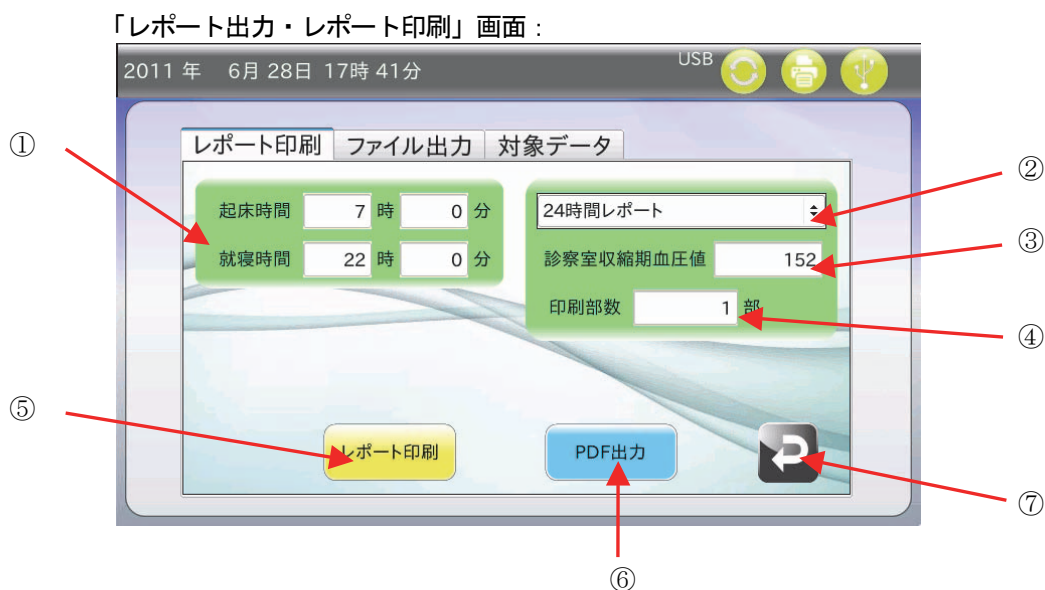 「レポート出力・レポート印刷」画面：
2011 年 6月 28日 17時 41分 USB
レポート印刷 ファイル出力 対象データ
①
②
起床時間 7 時 0 分 24時間レポート
③
就寝時間 22 時 0 分 診察室収縮期血圧値 152
印刷部数 1 部
④
⑤
レポート印刷 PDF出力
⑦
⑥